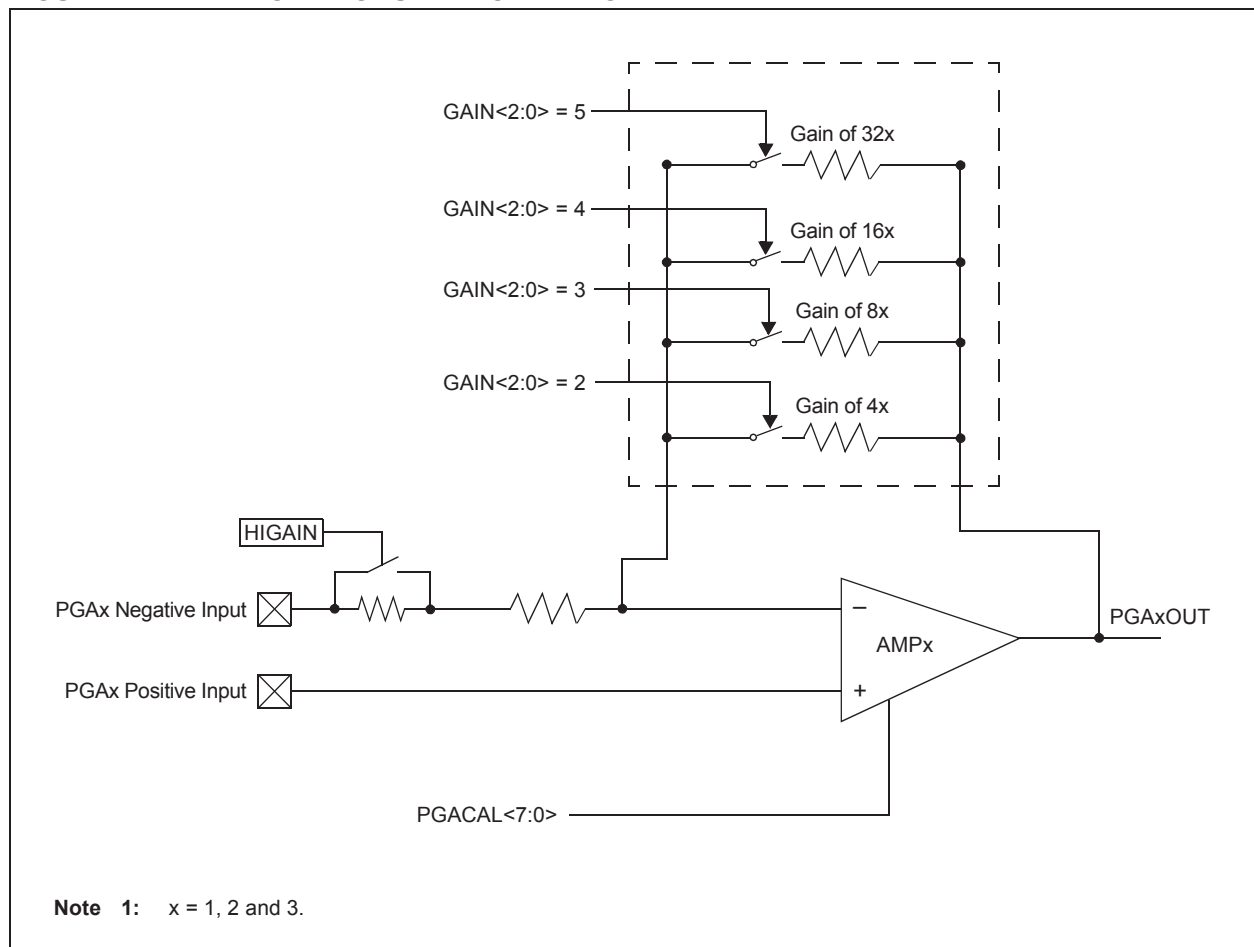 GAIN<2:0> = 5
Gain of 32x
GAIN<2:0> = 4
Gain of 16x
GAIN<2:0> = 3
Gain of 8x
GAIN<2:0> = 2
Gain of 4x
HIGAIN
PGAx Negative Input
–
PGAxOUT
AMPx
PGAx Positive Input
+
PGACAL<7:0>
Note 1: x = 1, 2 and 3.